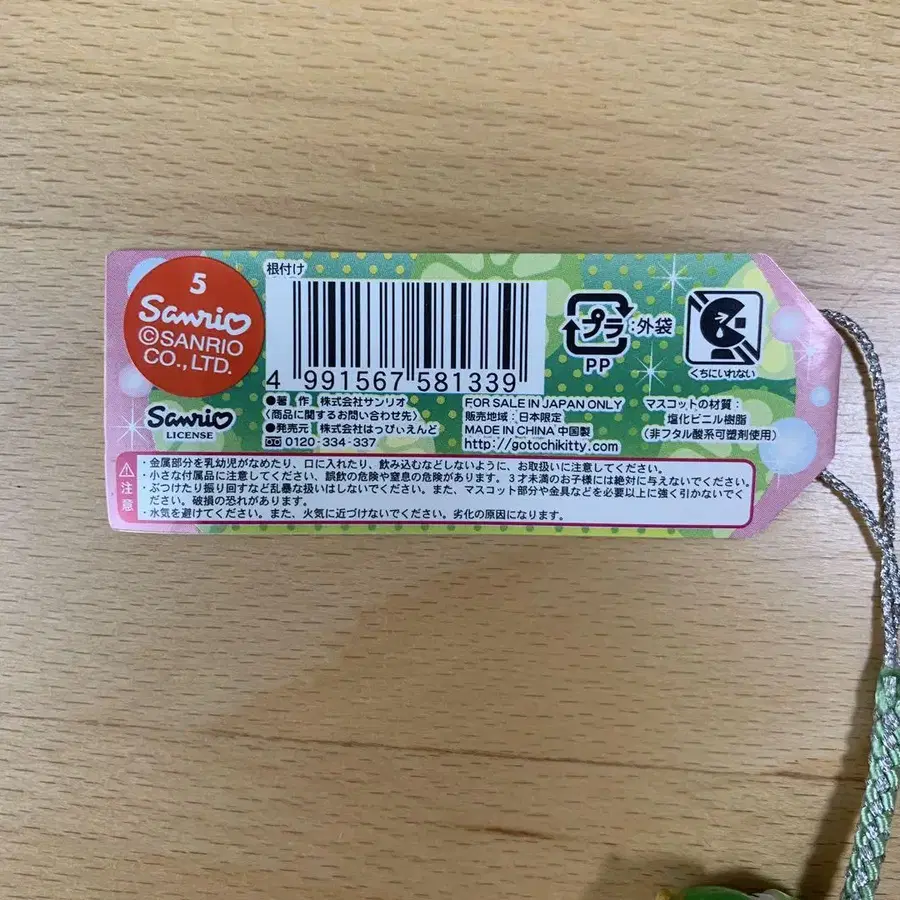 5
Sanrio
©SANRIO
CO.,LTD.
Sanrio
LICENSE
根付け
4 991567 581339
プラ :外袋
PP
くちにいれない
●著 作 株式会社サンリオ
〈商品に関するお問い合わせ先〉
●発売元 株式会社はっぴぃえんど
0120-334-337
FOR SALE IN JAPAN ONLY
販売地域：日本限定
MADE IN CHINA 中国製
http://gotochikitty.com
マスコットの材質：
塩化ビニル樹脂
(非フタル酸系可塑剤使用)
注意
・金属部分を乳幼児がなめたり、口に入れたり、飲み込むなどしないように、お取扱いに注意してください。
・小さな付属品に注意してください、誤飲の危険や窒息の危険があります。3才未満のお子様には絶対に与えないでください。
・ぶつけたり振り回すなど乱暴な扱いはしないでください。また、マスコット部分や金具などを必要以上に強く引かないでく
ださい。破損の恐れがあります。
・水気を避けてください。また、火気に近づけないでください。劣化の原因になります。